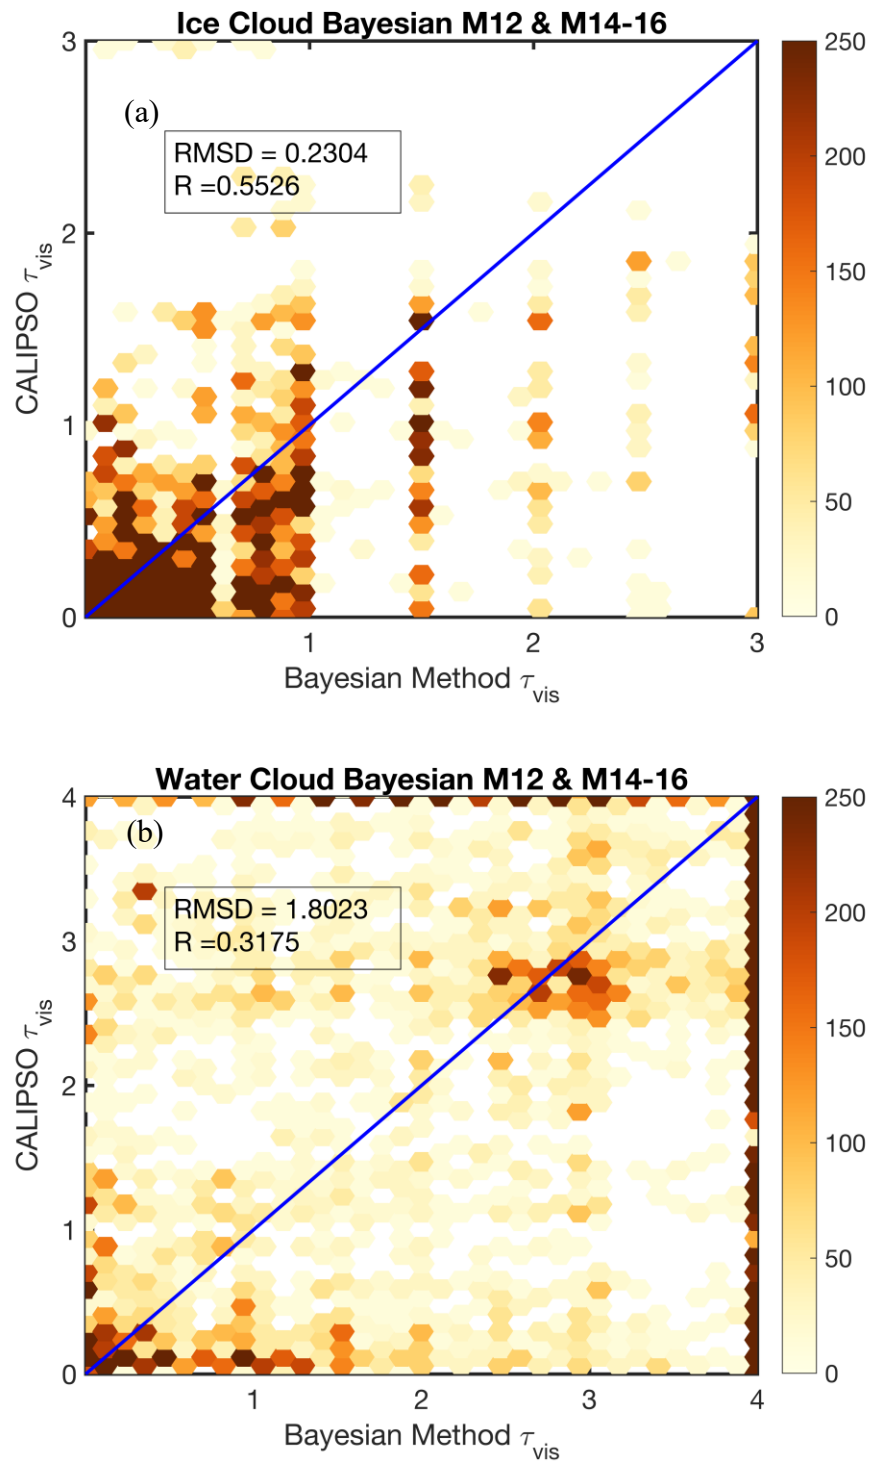 Ice Cloud Bayesian M12 & M14-16
(a)
RMSD = 0.2304
R =0.5526
CALIPSO τvis
3
2
1
0
1
2
3
Bayesian Method τvis
250
200
150
100
50
0
Water Cloud Bayesian M12 & M14-16
(b)
RMSD = 1.8023
R =0.3175
CALIPSO τvis
4
3
2
1
0
1
2
3
4
Bayesian Method τvis
250
200
150
100
50
0